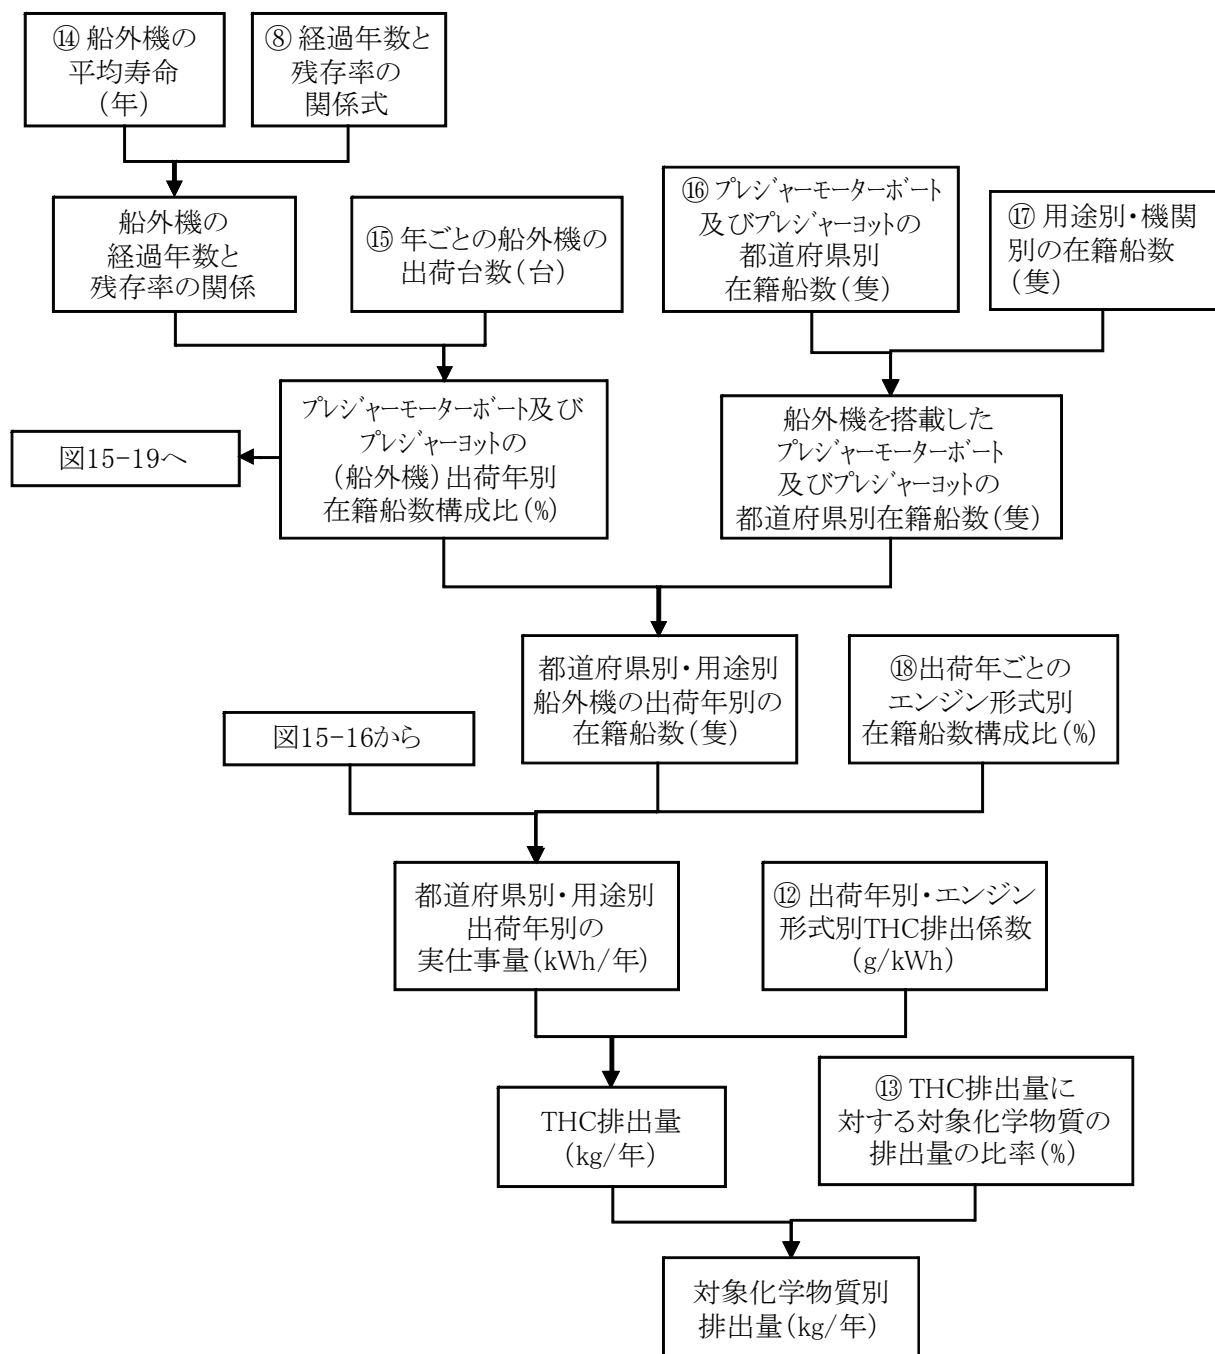 ⑭ 船外機の
平均寿命
(年)
⑧ 経過年数と
残存率の
関係式
船外機の
経過年数と
残存率の関係
⑮ 年ごとの船外機の
出荷台数(台)
⑯ プレジャーモーターボート
及びプレジャーヨットの
都道府県別
在籍船数(隻)
⑰ 用途別・機関
別の在籍船数
(隻)
図15-19へ
プレジャーモーターボート及び
プレジャーヨットの
(船外機)出荷年別
在籍船数構成比(%)
船外機を搭載した
プレジャーモーターボート
及びプレジャーヨットの
都道府県別在籍船数(隻)
図15-16から
都道府県別・用途別
船外機の出荷年別の
在籍船数(隻)
⑱出荷年ごとの
エンジン形式別
在籍船数構成比(%)
都道府県別・用途別
出荷年別の
実仕事量(kWh/年)
⑫ 出荷年別・エンジン
形式別THC排出係数
(g/kWh)
THC排出量
(kg/年)
⑬ THC排出量に
対する対象化学物質の
排出量の比率(%)
対象化学物質別
排出量(kg/年)